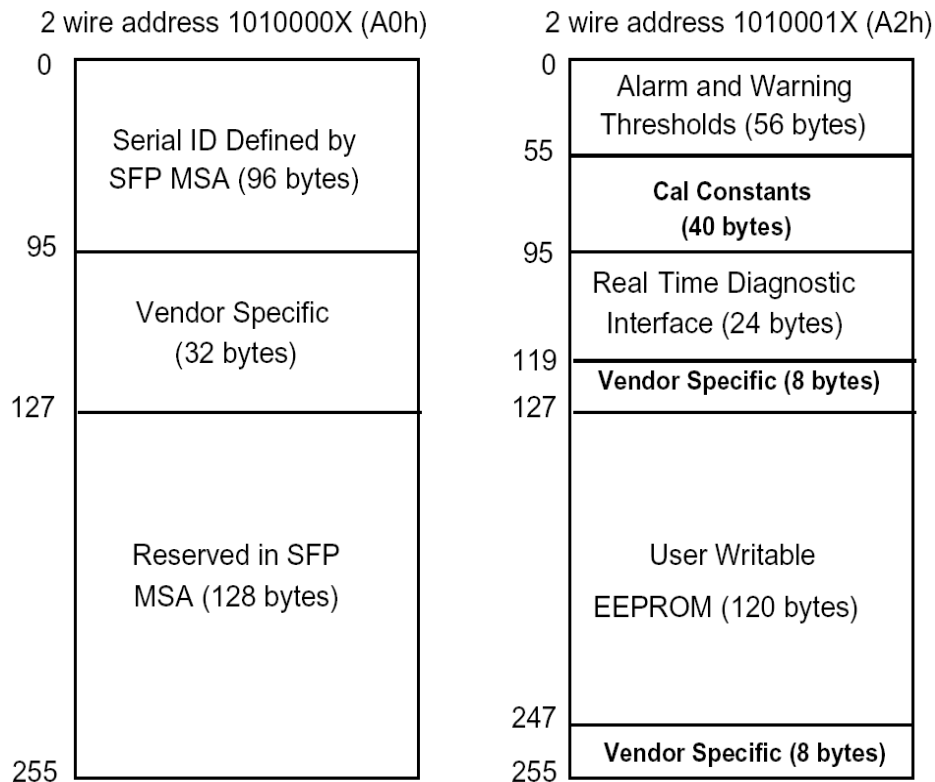 2 wire address 1010000X (A0h)
0
Serial ID Defined by
SFP MSA (96 bytes)
95
Vendor Specific
(32 bytes)
127
Reserved in SFP
MSA (128 bytes)
255
2 wire address 1010001X (A2h)
0
Alarm and Warning
Thresholds (56 bytes)
55
Cal Constants
(40 bytes)
95
Real Time Diagnostic
Interface (24 bytes)
119
Vendor Specific (8 bytes)
127
User Writable
EEPROM (120 bytes)
247
Vendor Specific (8 bytes)
255